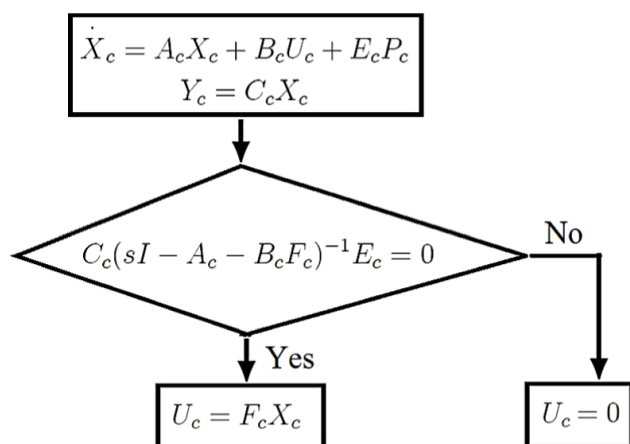 Ẋ_c = A_cX_c + B_cU_c + E_cP_c
Y_c = C_cX_c
C_c(sI − A_c − B_cF_c)^{−1}E_c = 0
No
Yes
U_c = F_cX_c
U_c = 0